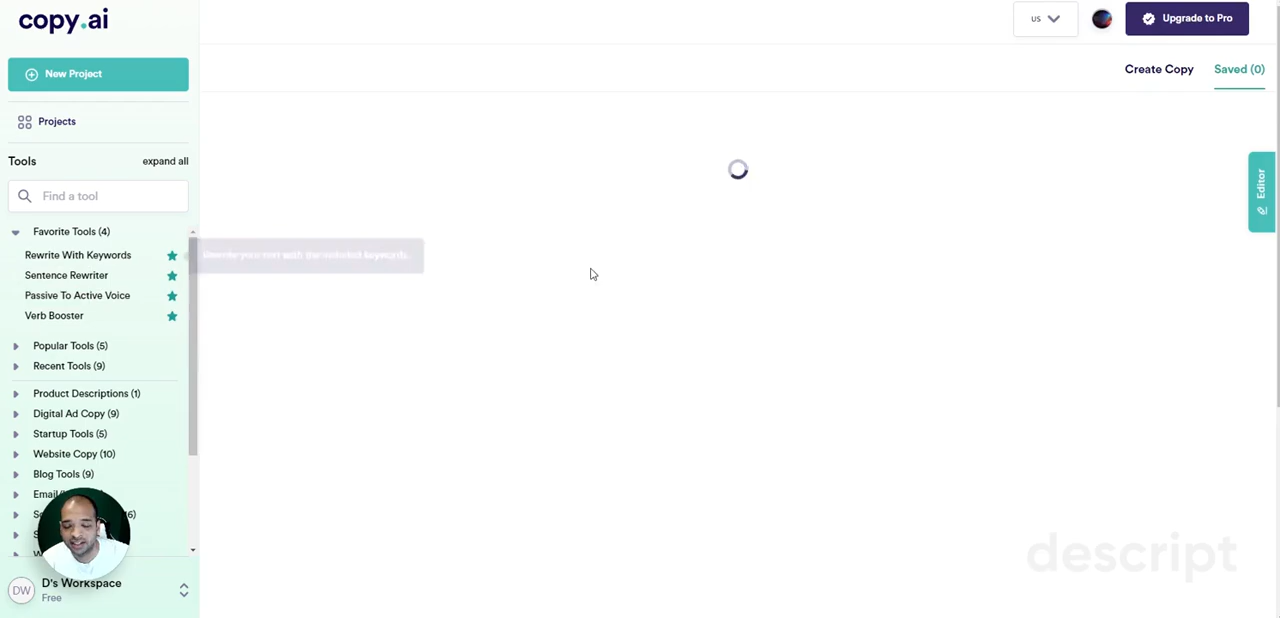 copy.ai
US
Upgrade to Pro
New Project
Create Copy
Saved (0)
Projects
Tools
expand all
Find a tool
Editor
Favorite Tools (4)
Rewrite With Keywords
Sentence Rewriter
Passive To Active Voice
Verb Booster
Popular Tools (5)
Recent Tools (9)
Product Descriptions (1)
Digital Ad Copy (9)
Startup Tools (5)
Website Copy (10)
Blog Tools (9)
Email
descript
DW
D's Workspace
Free